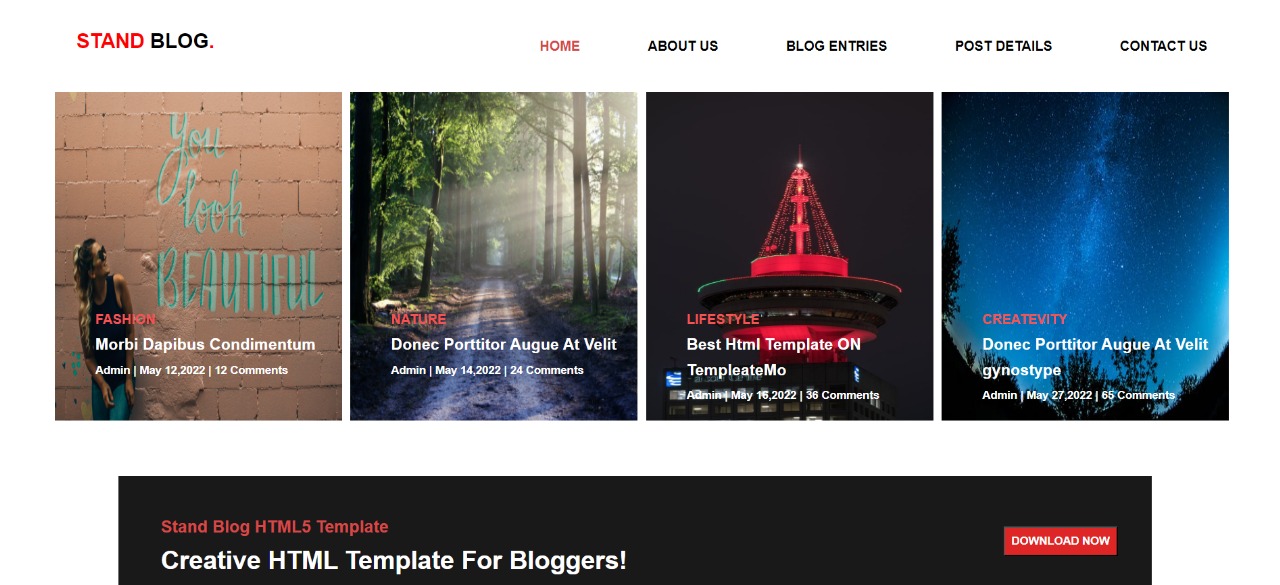 STAND BLOG.
HOME
ABOUT US
BLOG ENTRIES
POST DETAILS
CONTACT US
You
look
BEAUTIFUL
FASHION
Morbi Dapibus Condimentum
Admin | May 12,2022 | 12 Comments
NATURE
Donec Porttitor Augue At Velit
Admin | May 14,2022 | 24 Comments
LIFESTYLE
Best Html Template ON
TempleateMo
Admin | May 16,2022 | 36 Comments
CREATEVITY
Donec Porttitor Augue At Velit
gynostype
Admin | May 27,2022 | 65 Comments
Stand Blog HTML5 Template
Creative HTML Template For Bloggers!
DOWNLOAD NOW